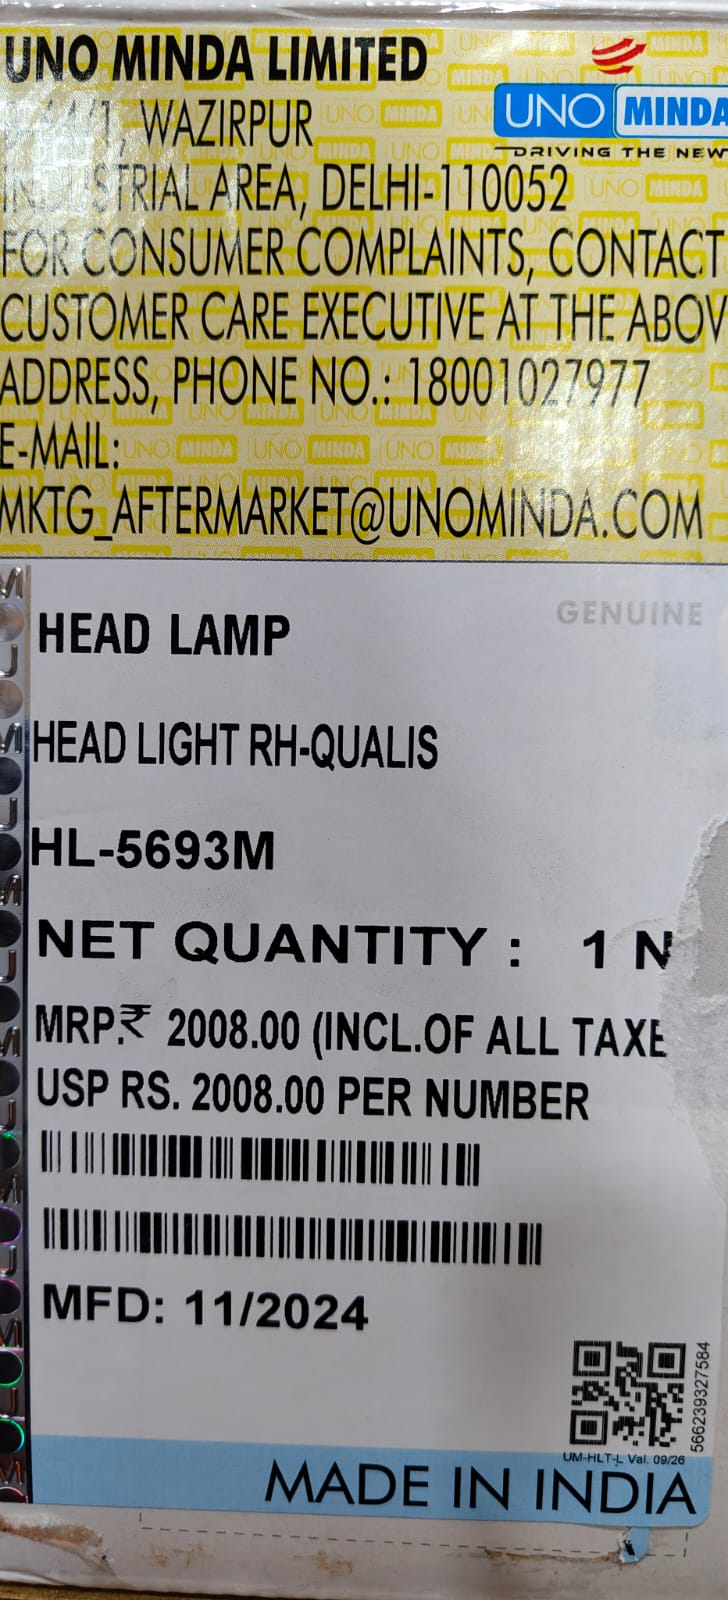 UNO MINDA LIMITED
UNO MINDA
DRIVING THE NEW
WAZIRPUR
INDUSTRIAL AREA, DELHI-110052
FOR CONSUMER COMPLAINTS, CONTACT
CUSTOMER CARE EXECUTIVE AT THE ABOV
ADDRESS, PHONE NO.: 18001027977
E-MAIL:
MKTG_AFTERMARKET@UNOMINDA.COM
GENUINE
HEAD LAMP
HEAD LIGHT RH-QUALIS
HL-5693M
NET QUANTITY : 1 N
MRP.₹ 2008.00 (INCL.OF ALL TAXE
USP RS. 2008.00 PER NUMBER
MFD: 11/2024
566239327584
UM-HLT-L Val. 09/26
MADE IN INDIA